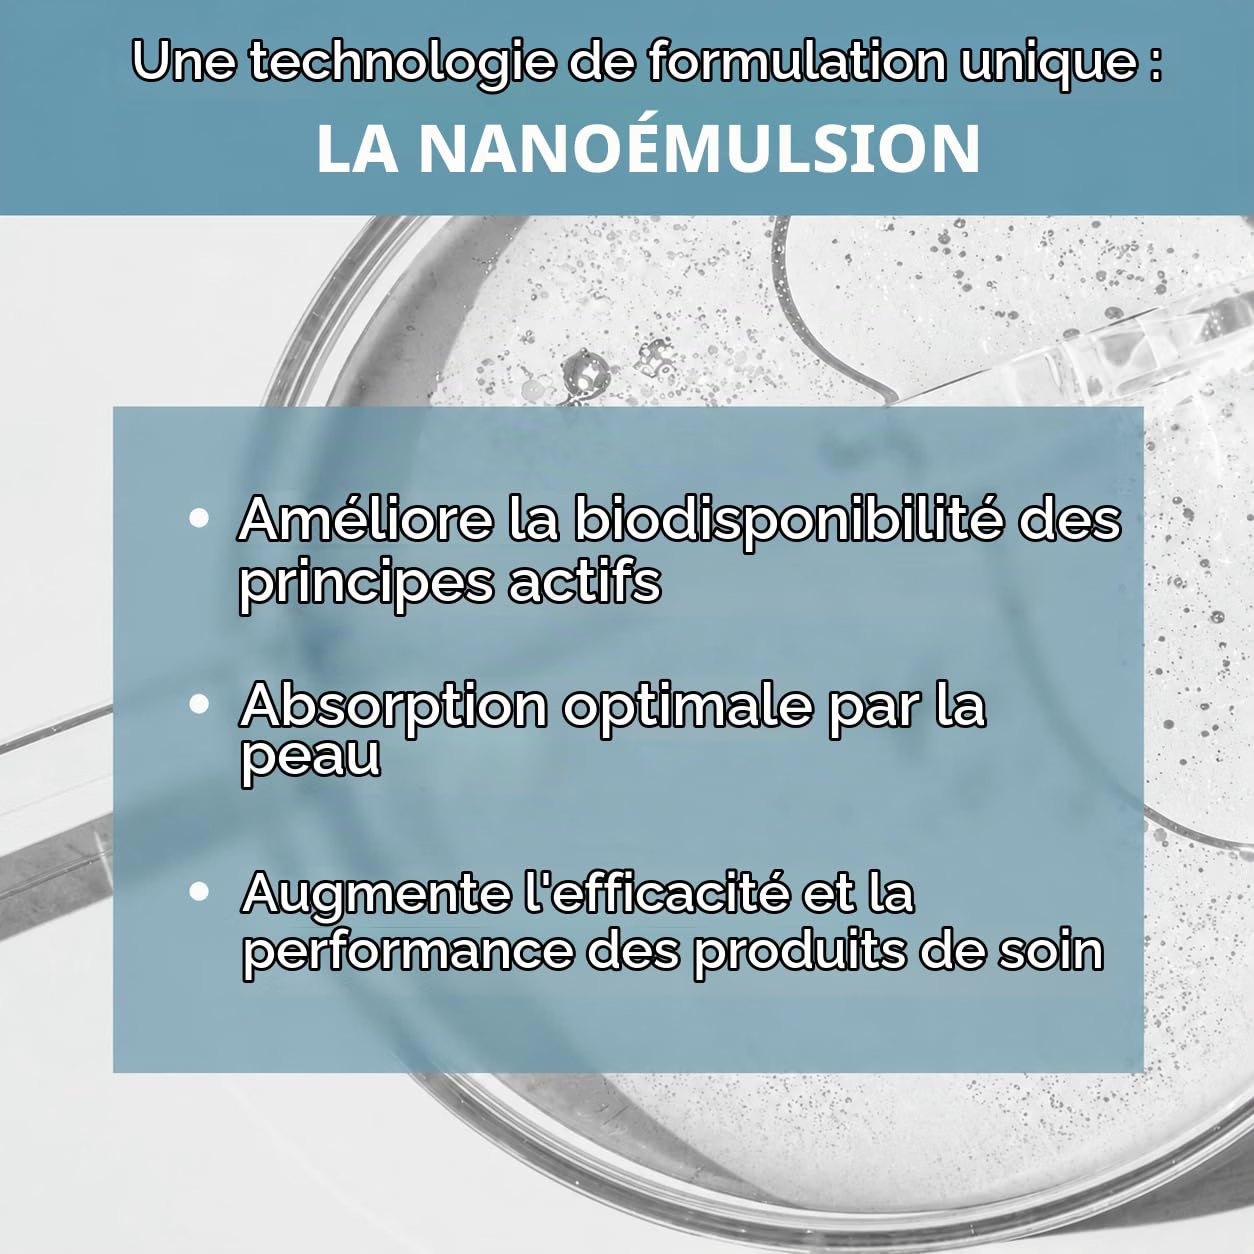 Une technologie de formulation unique :
LA NANOÉMULSION
• Améliore la biodisponibilité des
principes actifs
• Absorption optimale par la
peau
• Augmente l'efficacité et la
performance des produits de soin